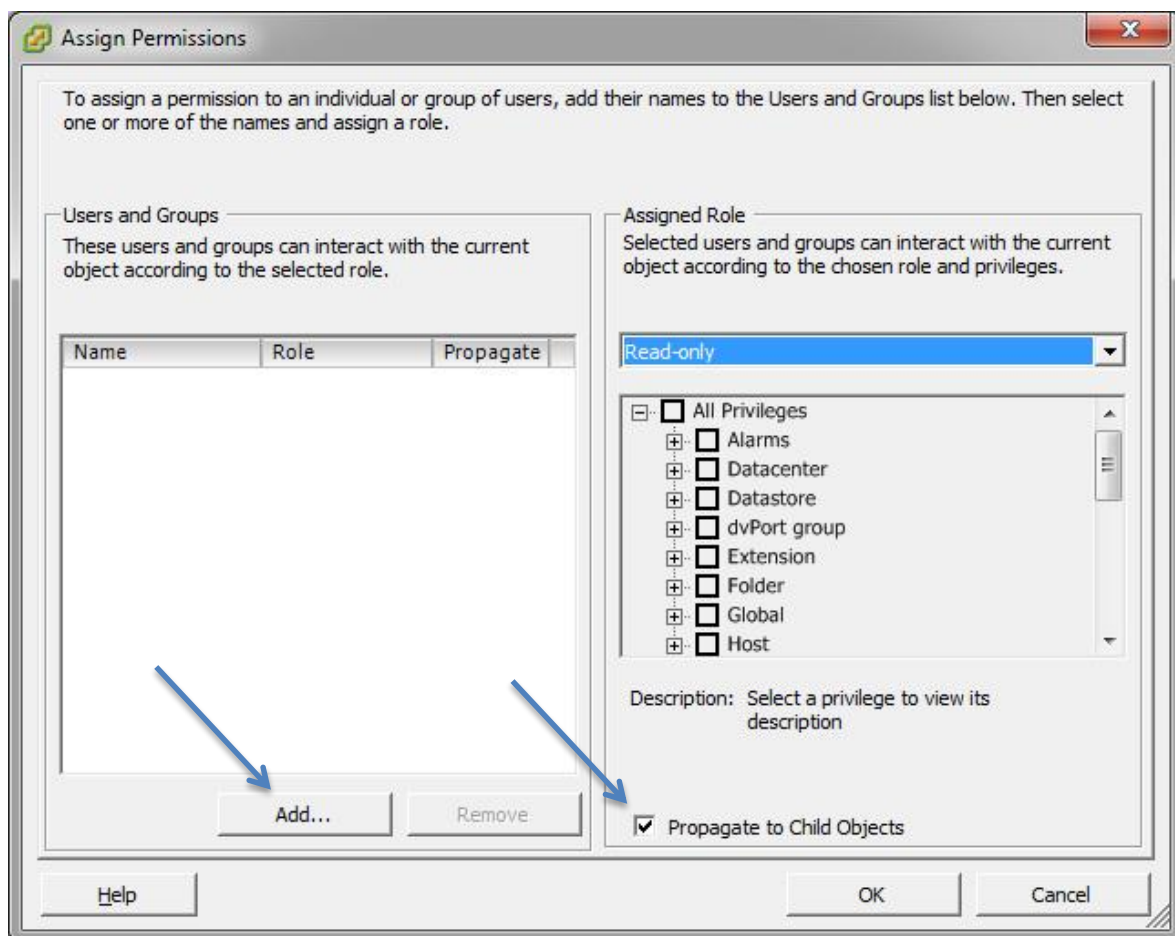 Assign Permissions
To assign a permission to an individual or group of users, add their names to the Users and Groups list below. Then select
one or more of the names and assign a role.
Users and Groups
These users and groups can interact with the current
object according to the selected role.
Name Role Propagate
Add...
Remove
Assigned Role
Selected users and groups can interact with the current
object according to the chosen role and privileges.
Read-only
All Privileges
Alarms
Datacenter
Datastore
dvPort group
Extension
Folder
Global
Host
Description: Select a privilege to view its
description
Propagate to Child Objects
Help
OK
Cancel